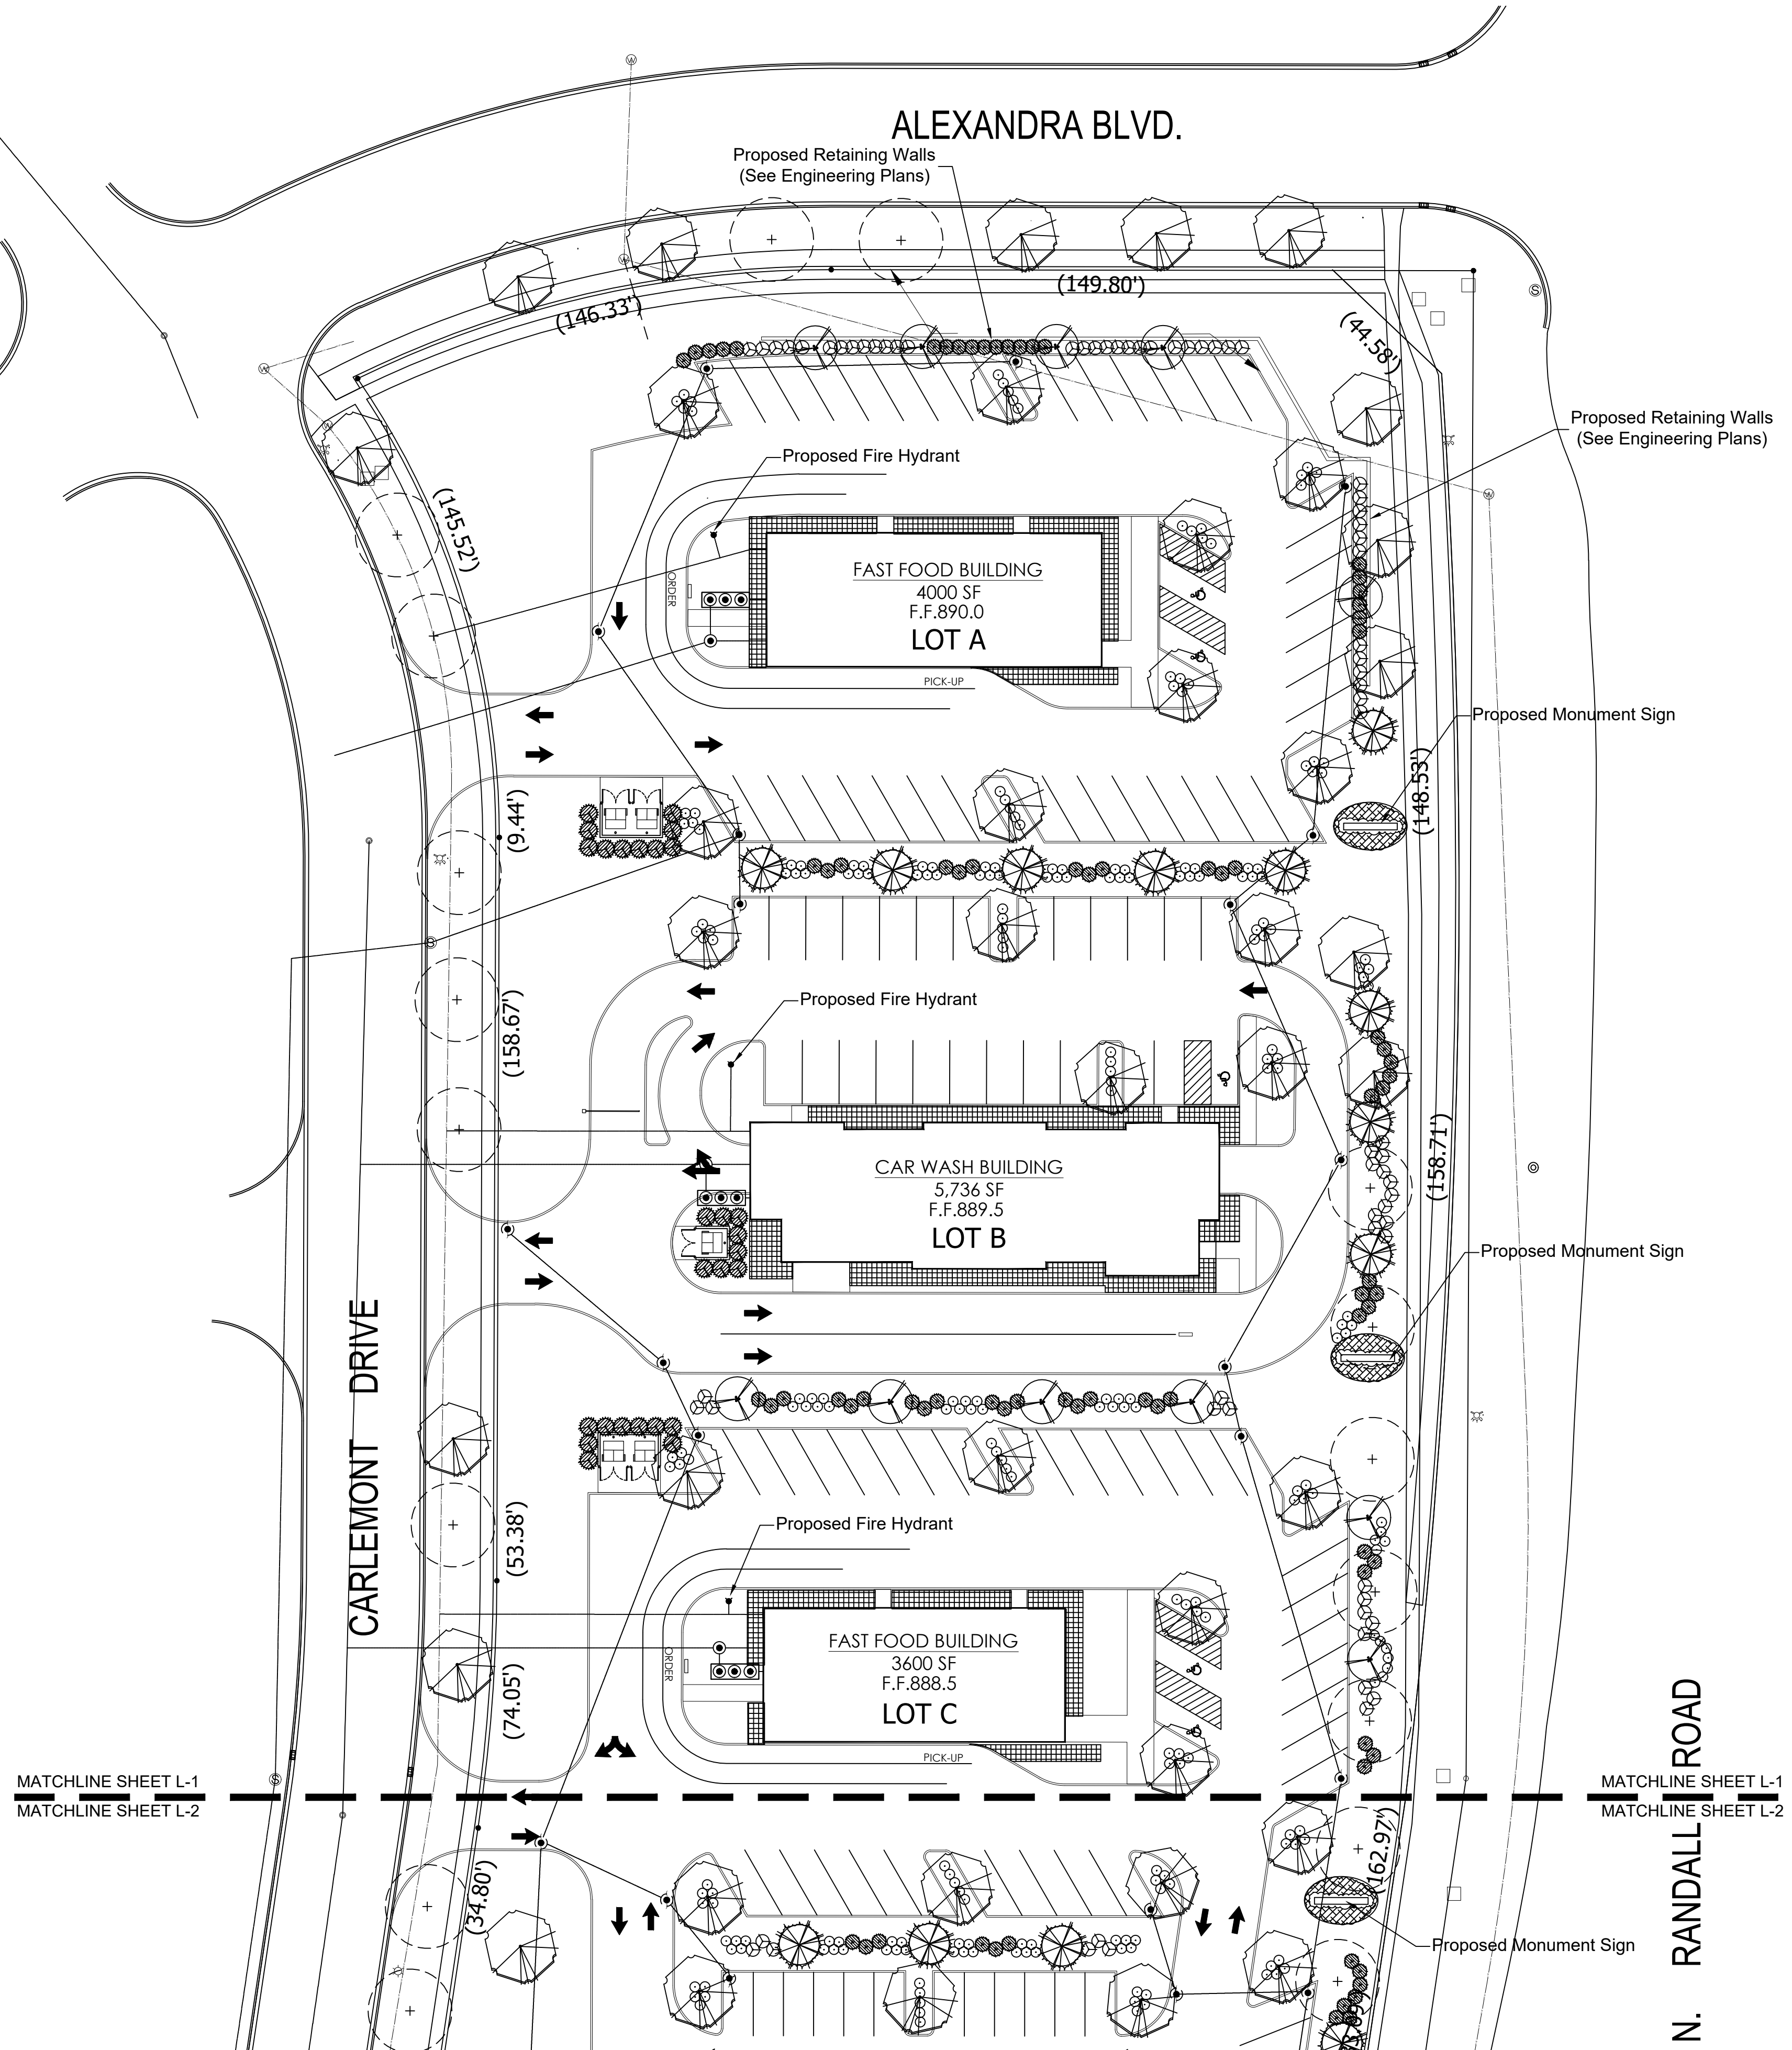 ALEXANDRA BLVD.
Proposed Retaining Walls
(See Engineering Plans)
(149.80')
(146.33')
(44.58')
Proposed Retaining Walls
(See Engineering Plans)
Proposed Fire Hydrant
(145.52')
ORDER
FAST FOOD BUILDING
4000 SF
F.F.890.0
LOT A
PICK-UP
Proposed Monument Sign
(148.53')
(9.44')
Proposed Fire Hydrant
(158.67')
CAR WASH BUILDING
5,736 SF
F.F.889.5
LOT B
(158.71')
Proposed Monument Sign
CARLEMONT DRIVE
(53.38')
Proposed Fire Hydrant
ORDER
FAST FOOD BUILDING
3600 SF
F.F.888.5
LOT C
PICK-UP
(74.05')
MATCHLINE SHEET L-1
MATCHLINE SHEET L-2
MATCHLINE SHEET L-1
MATCHLINE SHEET L-2
N. RANDALL ROAD
(162.97')
(34.80')
Proposed Monument Sign
W
W
W
W
W
S
S